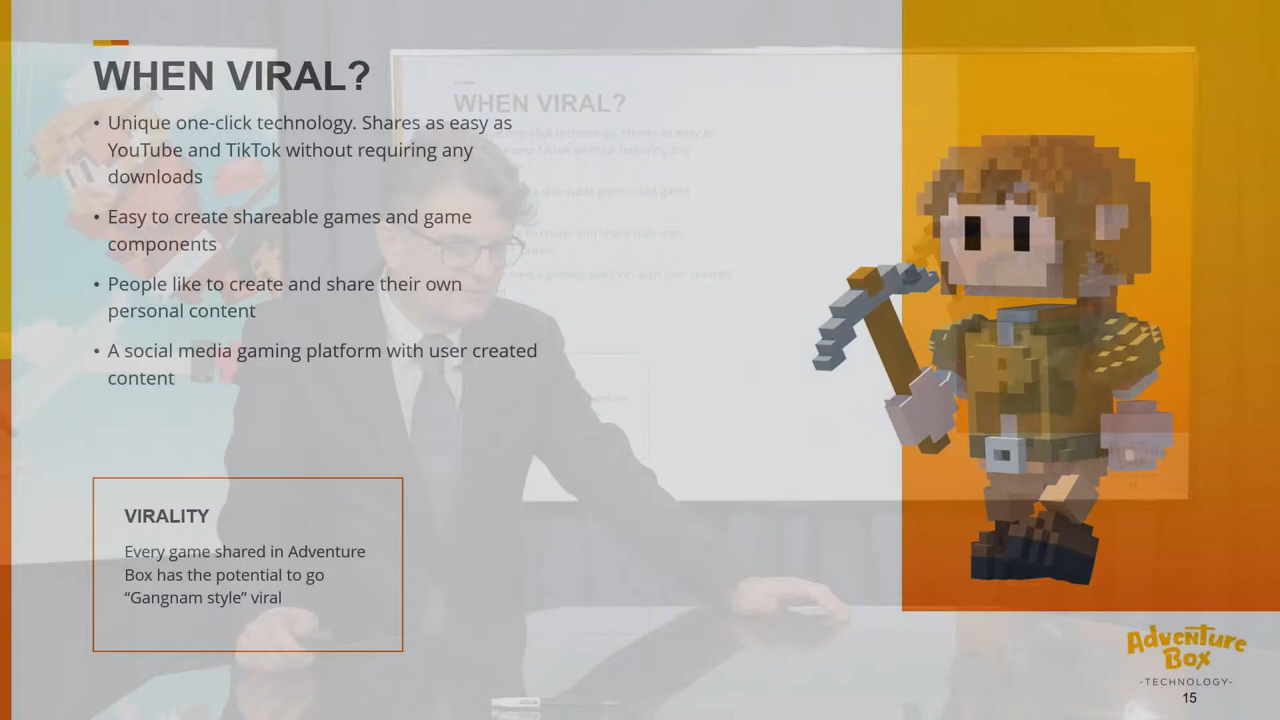 WHEN VIRAL?
• Unique one-click technology. Shares as easy as
YouTube and TikTok without requiring any
downloads
• Easy to create shareable games and game
components
• People like to create and share their own
personal content
• A social media gaming platform with user created
content
VIRALITY
Every game shared in Adventure
Box has the potential to go
“Gangnam style” viral
WHEN VIRAL?
Adventure
Box
-TECHNOLOGY-
15